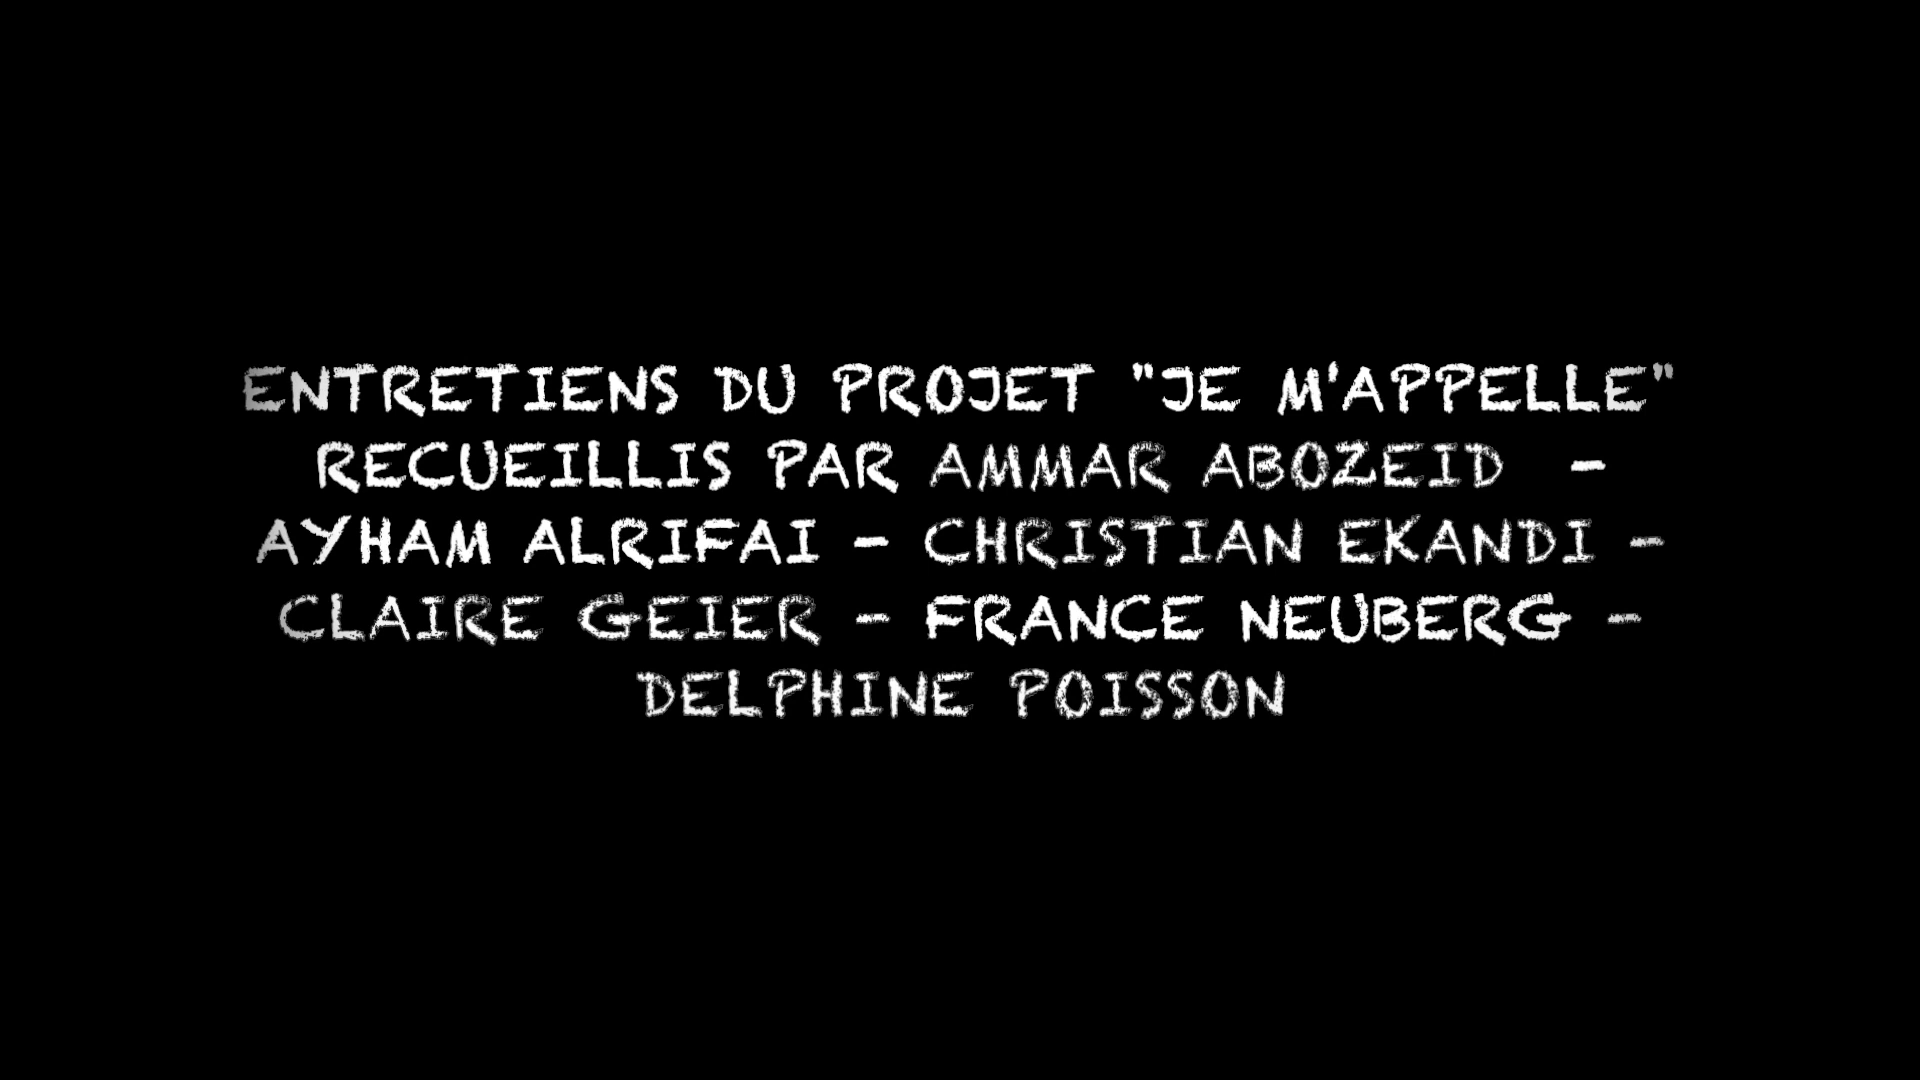 ENTRETIENS DU PROJET "JE M'APPELLE"
RECUEILLIS PAR AMMAR ABOZEID -
AYHAM ALRIFAI - CHRISTIAN EKANDI -
CLAIRE GEIER - FRANCE NEUBERG -
DELPHINE POISSON